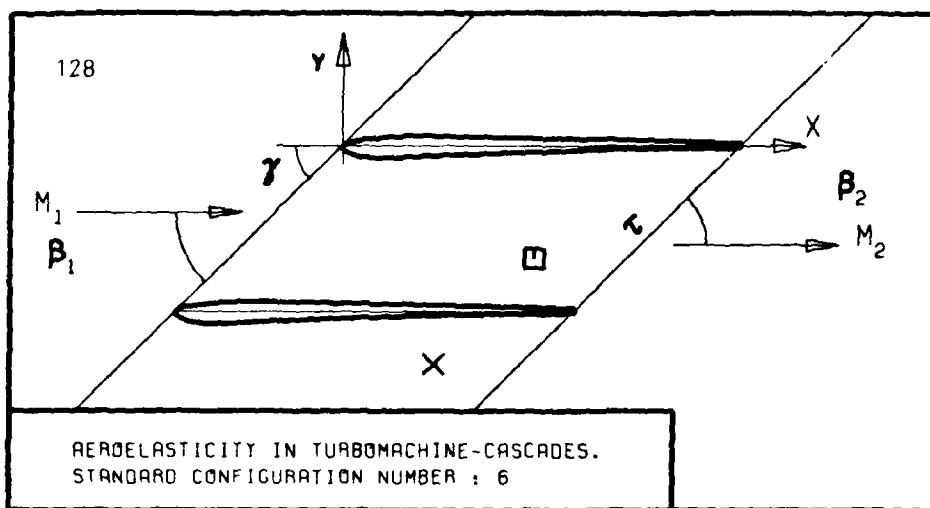 128
Y
X
γ
M₁
β₁
β₂
τ
M₂
AEROELASTICITY IN TURBOMACHINE-CASCADES.
STANDARD CONFIGURATION NUMBER : 6